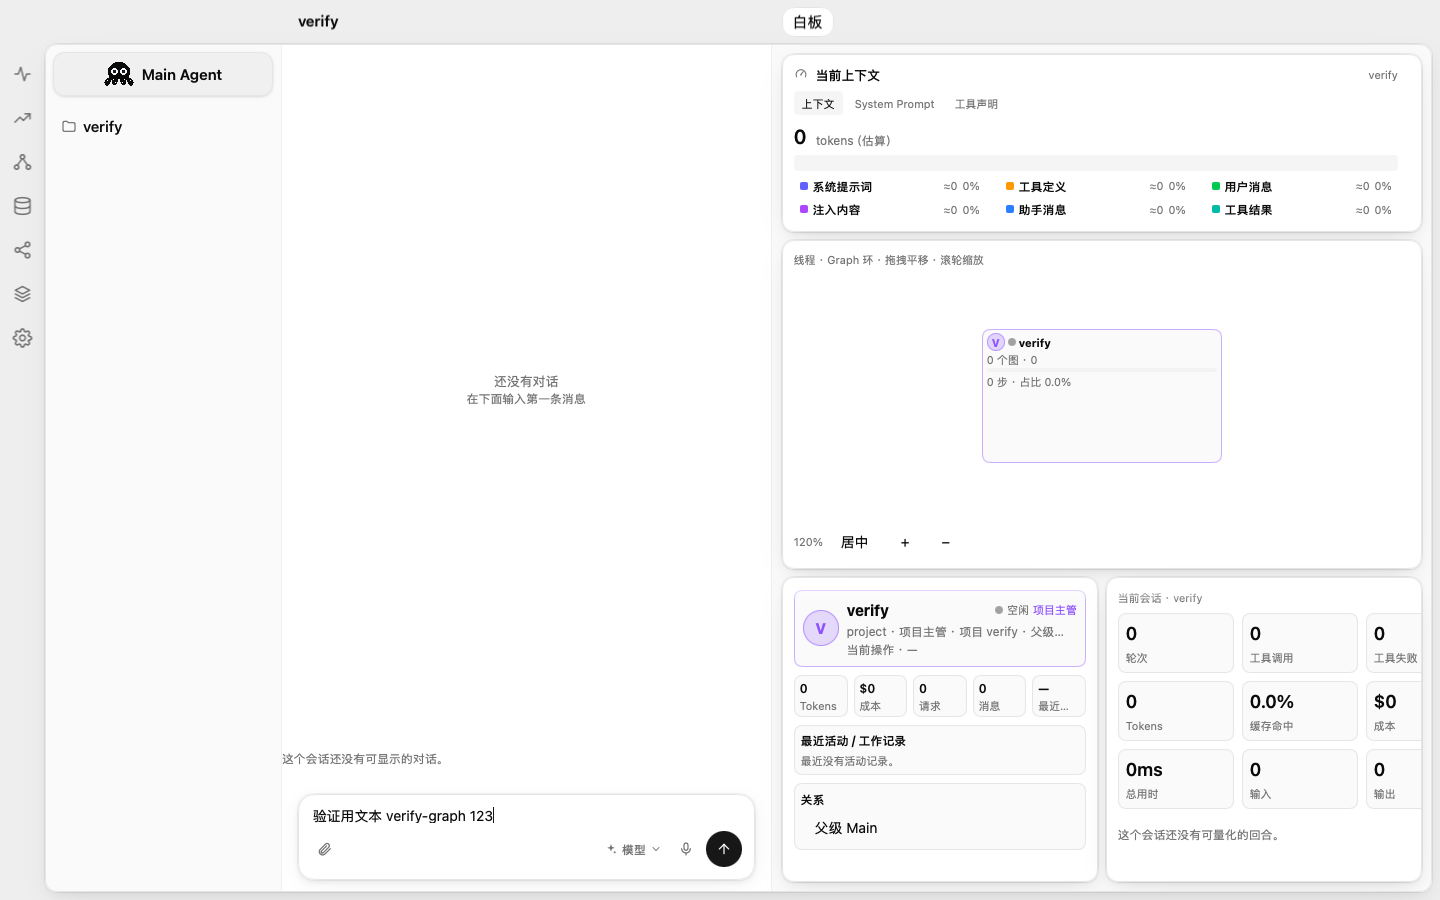 verify
白板
Main Agent
verify
还没有对话
在下面输入第一条消息
这个会话还没有可显示的对话。
验证用文本 verify-graph 123
模型
当前上下文
verify
上下文
System Prompt
工具声明
0 tokens (估算)
系统提示词 ≈0 0%
工具定义 ≈0 0%
用户消息 ≈0 0%
注入内容 ≈0 0%
助手消息 ≈0 0%
工具结果 ≈0 0%
线程 · Graph 环 · 拖拽平移 · 滚轮缩放
V verify
0 个图 · 0
0 步 · 占比 0.0%
120% 居中 + −
V
verify
空闲 项目主管
project · 项目主管 · 项目 verify · 父级...
当前操作 · —
0
Tokens
$0
成本
0
请求
0
消息
—
最近...
最近活动 / 工作记录
最近没有活动记录。
关系
父级 Main
当前会话 · verify
0
轮次
0
工具调用
0
工具失败
0
Tokens
0.0%
缓存命中
$0
成本
0ms
总用时
0
输入
0
输出
这个会话还没有可量化的回合。